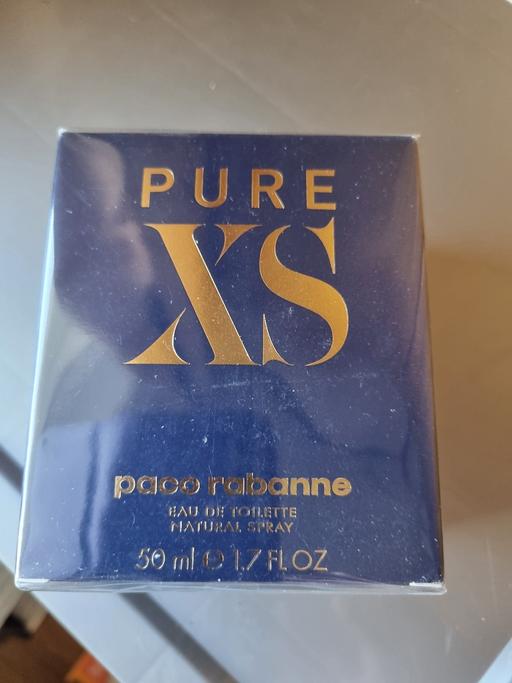 PURE
XS
paco rabanne
EAU DE TOILETTE
NATURAL SPRAY
50 ml ℮ 1.7 FL OZ